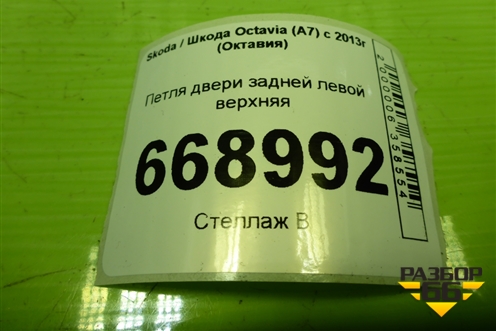 Skoda / Шкода Octavia (A7) с 2013г
(Октавия)
Петля двери задней левой
верхняя
668992
Стеллаж В
2000006358554
РАЗБОР
66